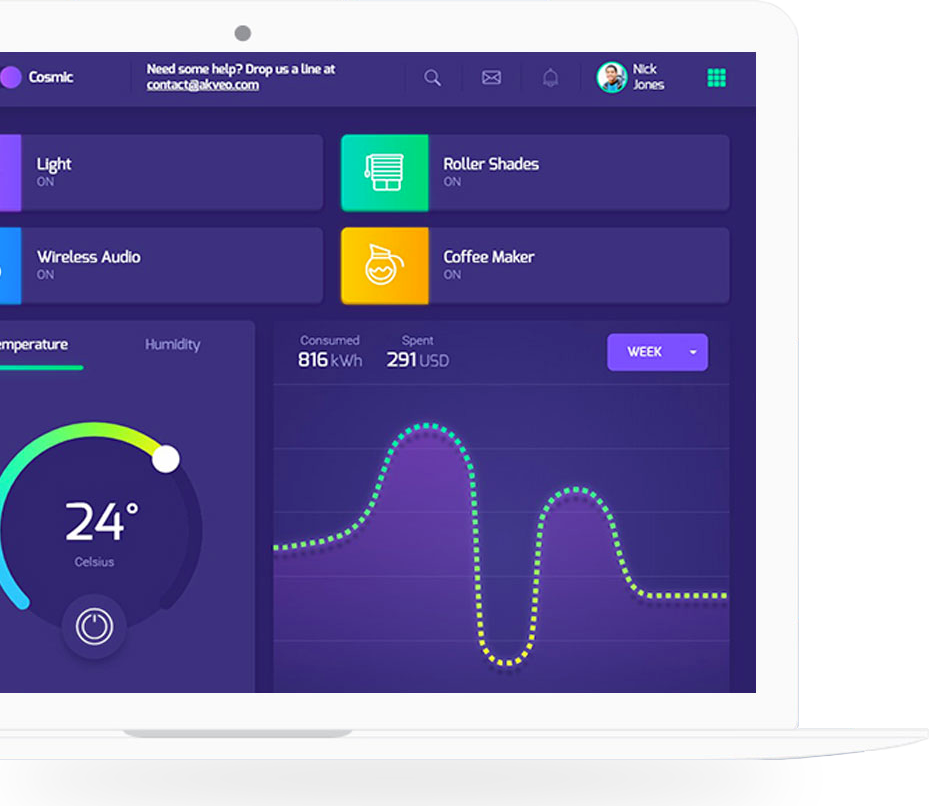 Cosmic
Need some help? Drop us a line at
contact@akveo.com
Nick
Jones
Light
ON
Roller Shades
ON
Wireless Audio
ON
Coffee Maker
ON
emperature
Humidity
Consumed
816 kWh
Spent
291 USD
WEEK
24°
Celsius